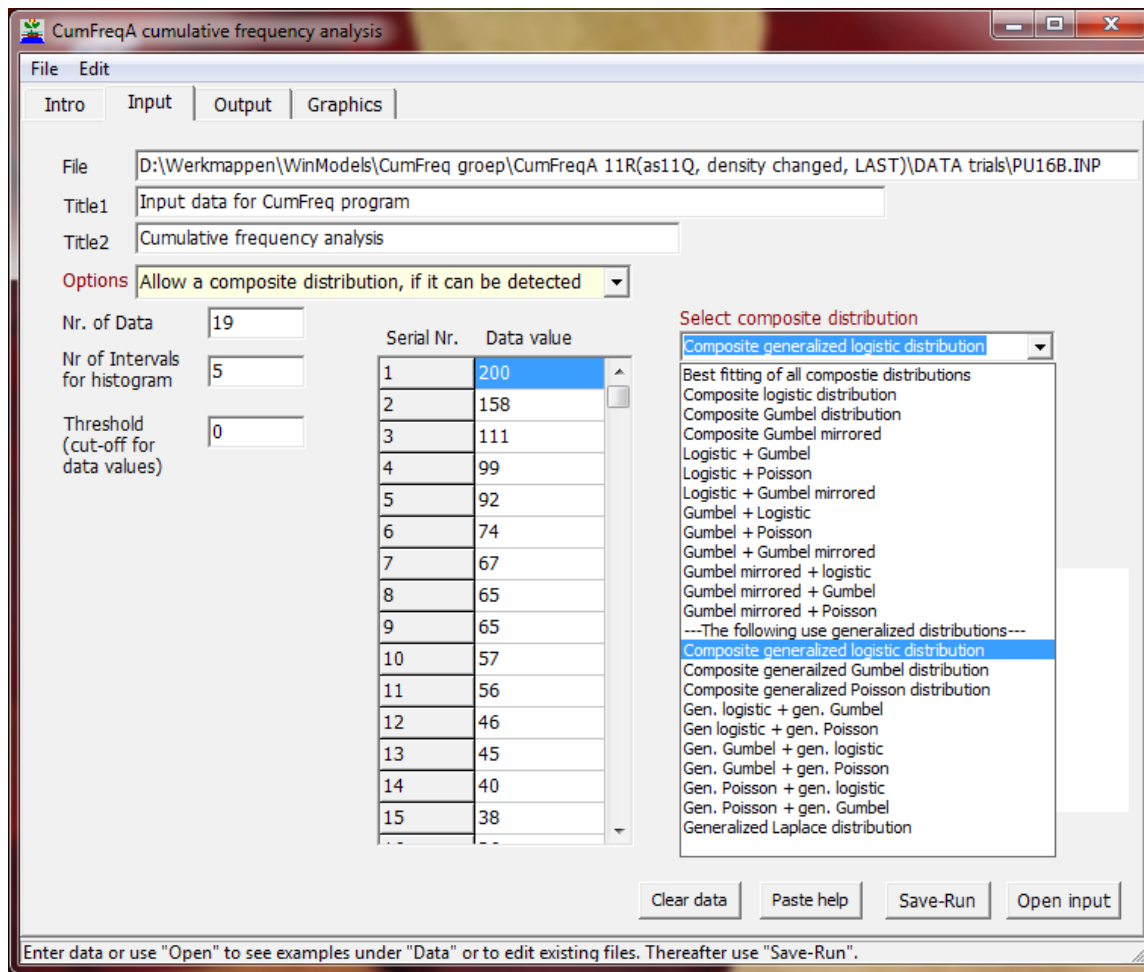 CumFreqA cumulative frequency analysis
File Edit
Intro Input Output Graphics
File D:\Werkmappen\WinModels\CumFreq groep\CumFreqA 11R(as11Q, density changed, LAST)\DATA trials\PU16B.INP
Title1 Input data for CumFreq program
Title2 Cumulative frequency analysis
Options Allow a composite distribution, if it can be detected
Nr. of Data 19
Nr of Intervals
for histogram 5
Threshold
(cut-off for
data values) 0
Serial Nr. Data value
1 200
2 158
3 111
4 99
5 92
6 74
7 67
8 65
9 65
10 57
11 56
12 46
13 45
14 40
15 38
Select composite distribution
Composite generalized logistic distribution
Best fitting of all compostie distributions
Composite logistic distribution
Composite Gumbel distribution
Composite Gumbel mirrored
Logistic + Gumbel
Logistic + Poisson
Logistic + Gumbel mirrored
Gumbel + Logistic
Gumbel + Poisson
Gumbel + Gumbel mirrored
Gumbel mirrored + logistic
Gumbel mirrored + Gumbel
Gumbel mirrored + Poisson
---The following use generalized distributions---
Composite generalized logistic distribution
Composite generailzed Gumbel distribution
Composite generalized Poisson distribution
Gen. logistic + gen. Gumbel
Gen logistic + gen. Poisson
Gen. Gumbel + gen. logistic
Gen. Gumbel + gen. Poisson
Gen. Poisson + gen. logistic
Gen. Poisson + gen. Gumbel
Generalized Laplace distribution
Clear data Paste help Save-Run Open input
Enter data or use "Open" to see examples under "Data" or to edit existing files. Thereafter use "Save-Run".